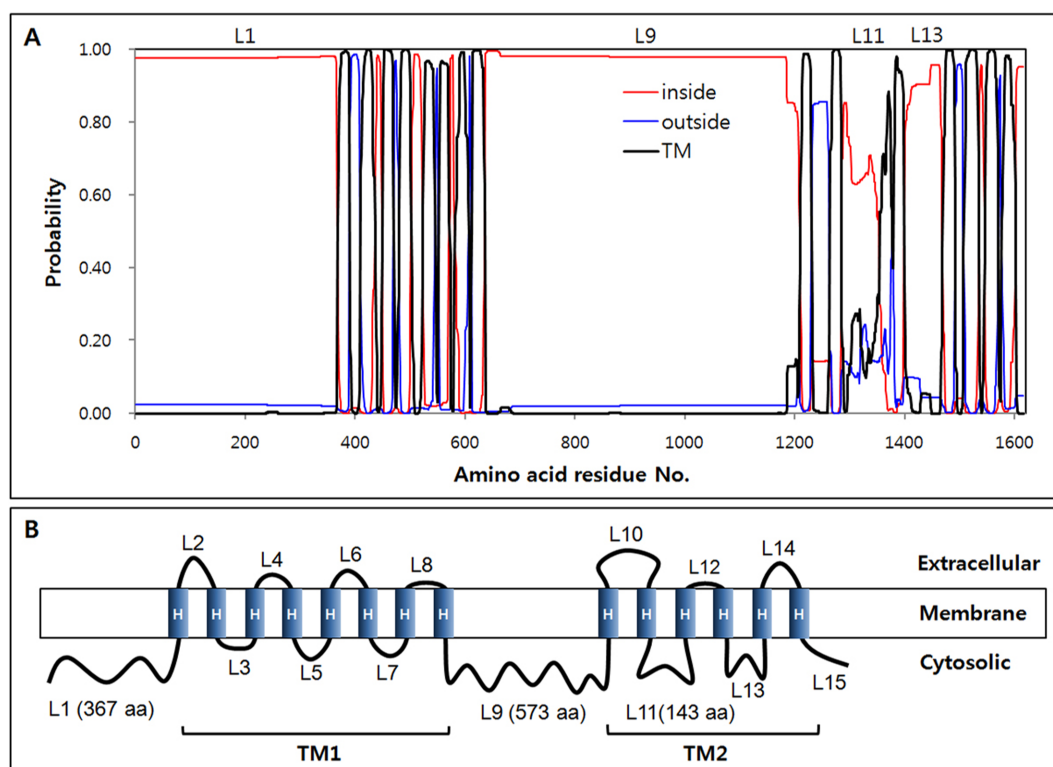 A
L1 L9 L11 L13
1.00
0.80
0.60
0.40
0.20
0.00
Probability
inside
outside
TM
0 200 400 600 800 1000 1200 1400 1600
Amino acid residue No.
B
L2 L4 L6 L8 L10 L12 L14
Extracellular
H H H H H H H H H H H H H H
Membrane
L3 L5 L7 L13 L15
Cytosolic
L1 (367 aa) L9 (573 aa) L11(143 aa)
TM1 TM2